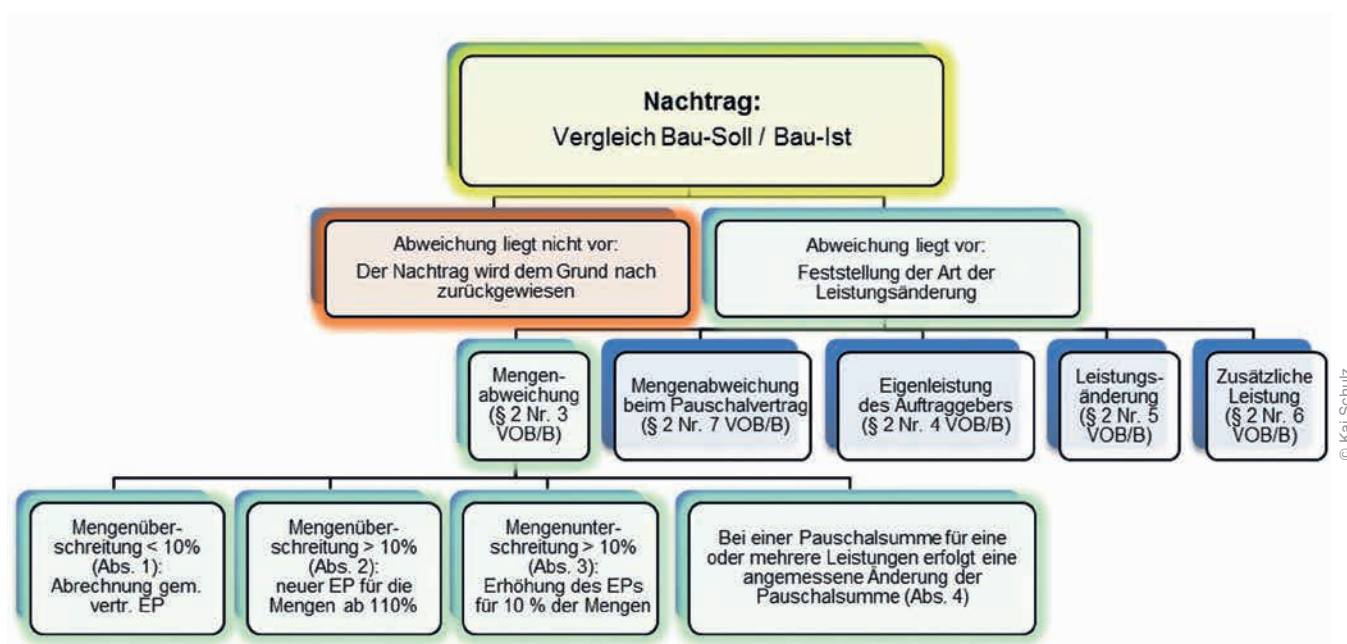 Nachtrag:
Vergleich Bau-Soll / Bau-Ist
Abweichung liegt nicht vor:
Der Nachtrag wird dem Grund nach
zurückgewiesen
Abweichung liegt vor:
Feststellung der Art der
Leistungsänderung
Mengen-
abweichung
(§ 2 Nr. 3
VOB/B)
Mengenabweichung
beim Pauschalvertrag
(§ 2 Nr. 7 VOB/B)
Eigenleistung
des Auftraggebers
(§ 2 Nr. 4 VOB/B)
Leistungs-
änderung
(§ 2 Nr. 5
VOB/B)
Zusätzliche
Leistung
(§ 2 Nr. 6
VOB/B)
Mengenüber-
schreitung < 10%
(Abs. 1):
Abrechnung gem.
vertr. EP
Mengenüber-
schreitung > 10%
(Abs. 2):
neuer EP für die
Mengen ab 110%
Mengenunter-
schreitung > 10%
(Abs. 3):
Erhöhung des EPs
für 10 % der Mengen
Bei einer Pauschalsumme für eine
oder mehrere Leistungen erfolgt eine
angemessene Änderung der
Pauschalsumme (Abs. 4)
© Kai Schulz